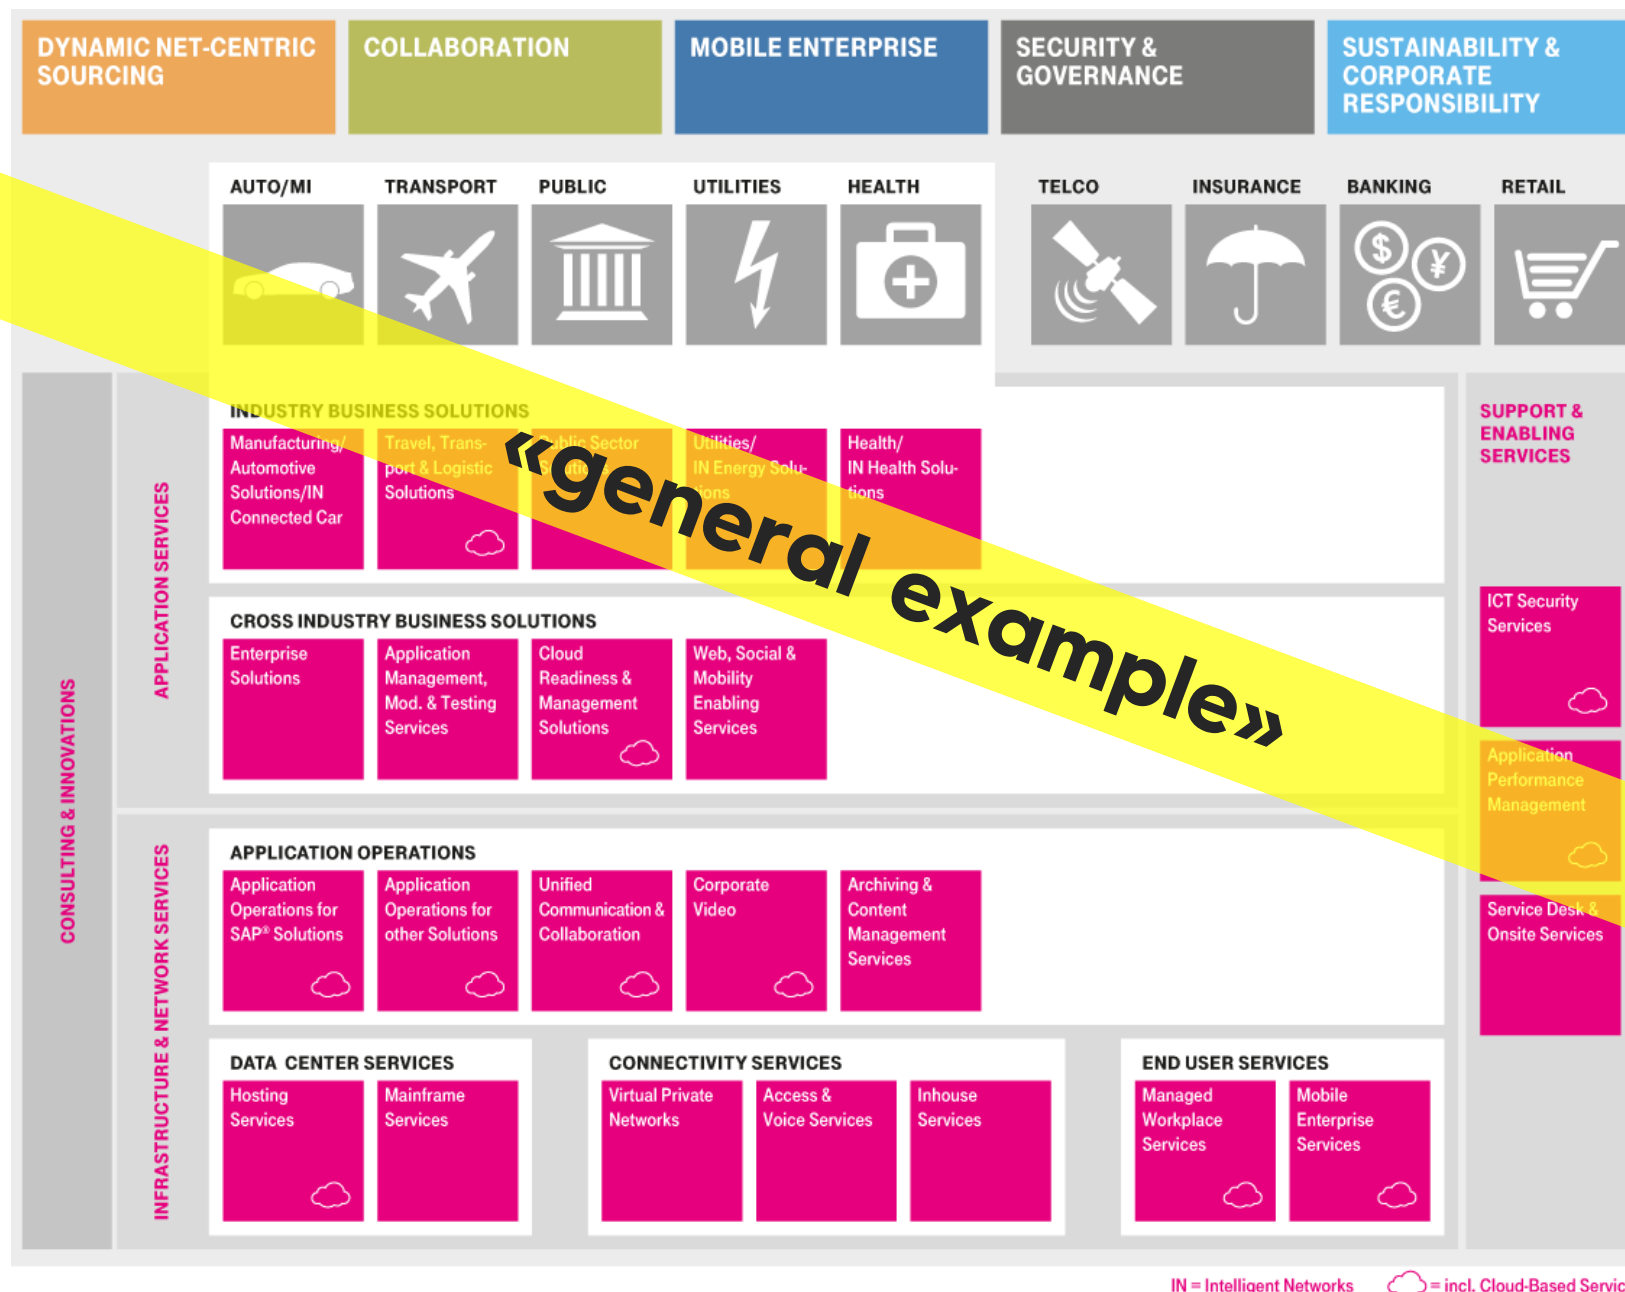 DYNAMIC NET-CENTRIC
SOURCING
COLLABORATION
MOBILE ENTERPRISE
SECURITY &
GOVERNANCE
SUSTAINABILITY &
CORPORATE
RESPONSIBILITY
AUTO/MI
TRANSPORT
PUBLIC
UTILITIES
HEALTH
TELCO
INSURANCE
BANKING
RETAIL
$
¥
€
CONSULTING & INNOVATIONS
APPLICATION SERVICES
INDUSTRY BUSINESS SOLUTIONS
Manufacturing/
Automotive
Solutions/IN
Connected Car
Travel, Trans-
port & Logistic
Solutions
Public Sector
Solutions
Utilities/
IN Energy Solu-
tions
Health/
IN Health Solu-
tions
«general example»
CROSS INDUSTRY BUSINESS SOLUTIONS
Enterprise
Solutions
Application
Management,
Mod. & Testing
Services
Cloud
Readiness &
Management
Solutions
Web, Social &
Mobility
Enabling
Services
INFRASTRUCTURE & NETWORK SERVICES
APPLICATION OPERATIONS
Application
Operations for
SAP® Solutions
Application
Operations for
other Solutions
Unified
Communication &
Collaboration
Corporate
Video
Archiving &
Content
Management
Services
DATA CENTER SERVICES
Hosting
Services
Mainframe
Services
CONNECTIVITY SERVICES
Virtual Private
Networks
Access &
Voice Services
Inhouse
Services
END USER SERVICES
Managed
Workplace
Services
Mobile
Enterprise
Services
SUPPORT &
ENABLING
SERVICES
ICT Security
Services
Application
Performance
Management
Service Desk &
Onsite Services
IN = Intelligent Networks
= incl. Cloud-Based Servic